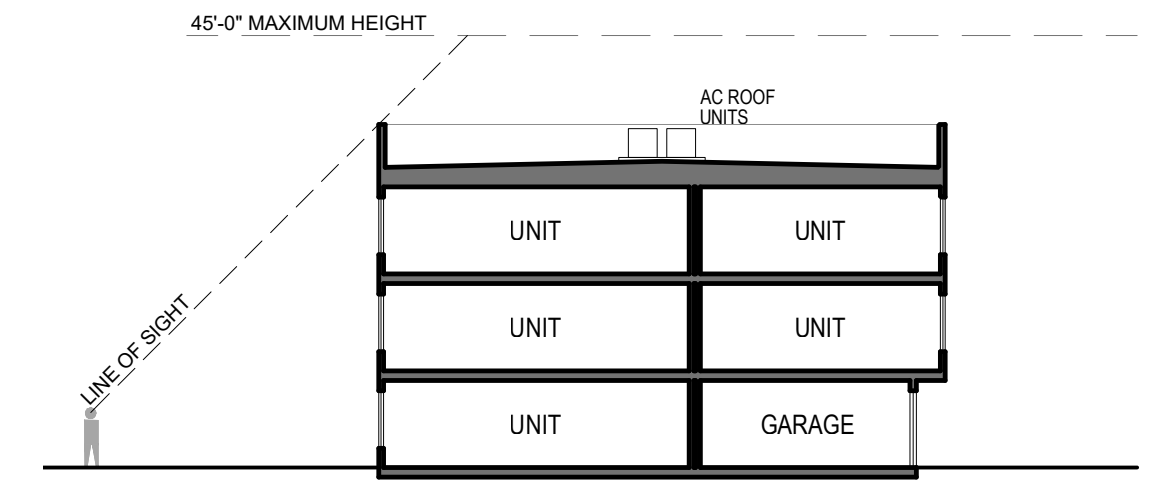 45'-0" MAXIMUM HEIGHT
AC ROOF
UNITS
UNIT
UNIT
LINE OF SIGHT
UNIT
UNIT
UNIT
GARAGE